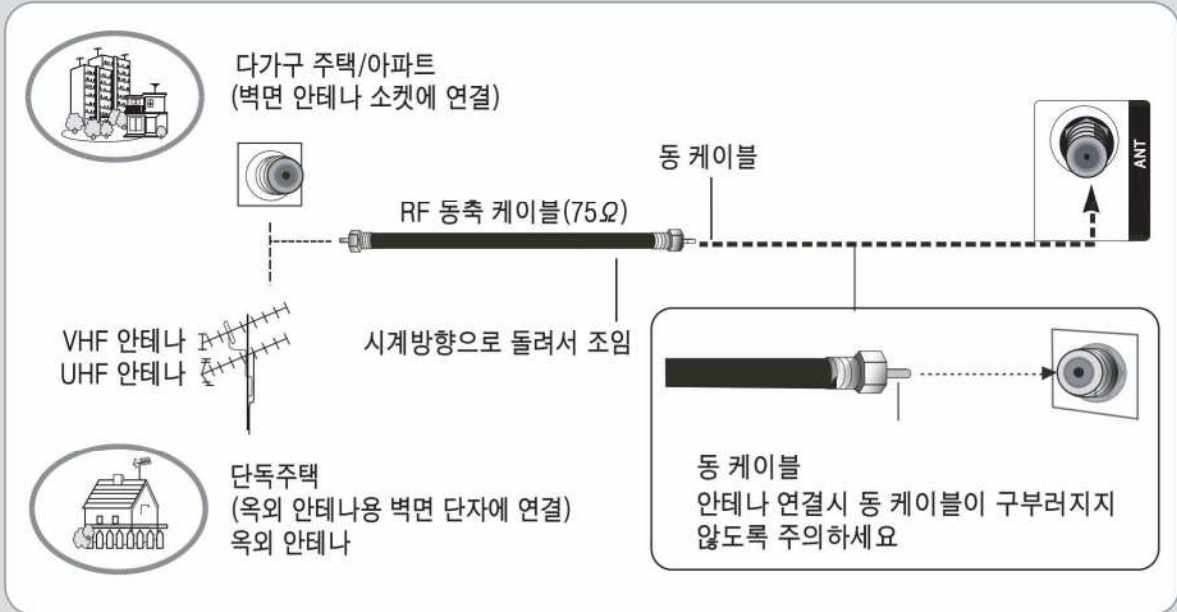 다가구 주택/아파트
(벽면 안테나 소켓에 연결)
동 케이블
ANT
RF 동축 케이블(75Ω)
VHF 안테나
UHF 안테나
시계방향으로 돌려서 조임
단독주택
(옥외 안테나용 벽면 단자에 연결)
옥외 안테나
동 케이블
안테나 연결시 동 케이블이 구부러지지
않도록 주의하세요